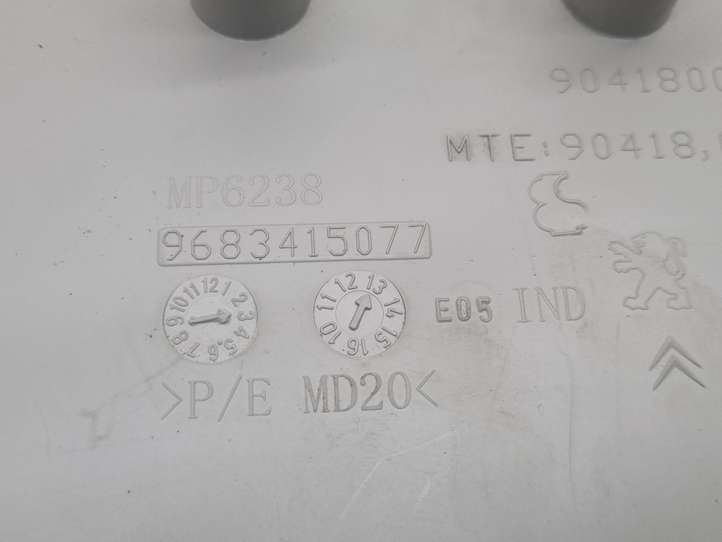 904180
MTE:90418,
MP6238
9683415077
1 2 3 4 5 6 7 8 9 10 11 12
10 11 12 13 14 15 16
E05 IND
>P/E MD20<